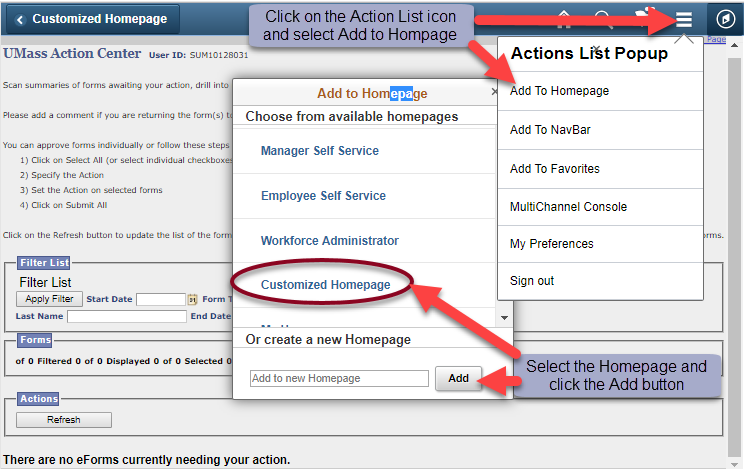 Customized Homepage
Click on the Action List icon
and select Add to Hompage
Page
UMass Action Center User ID: SUM10128031
Actions List Popup
Scan summaries of forms awaiting your action, drill into
Please add a comment if you are returning the form(s) to
You can approve forms individually or follow these steps
1) Click on Select All (or select individual checkboxes
2) Specify the Action
3) Set the Action on selected forms
4) Click on Submit All
Click on the Refresh button to update the list of the form
rms.
Add to Homepage
×
Choose from available homepages
Manager Self Service
Employee Self Service
Workforce Administrator
Customized Homepage
Or create a new Homepage
Add to new Homepage
Add
Add To Homepage
Add To NavBar
Add To Favorites
MultiChannel Console
My Preferences
Sign out
Select the Homepage and
click the Add button
Filter List
Filter List
Apply Filter Start Date 31 Form T
Last Name End Date
Forms
of 0 Filtered 0 of 0 Displayed 0 of 0 Selected 0
Actions
Refresh
There are no eForms currently needing your action.